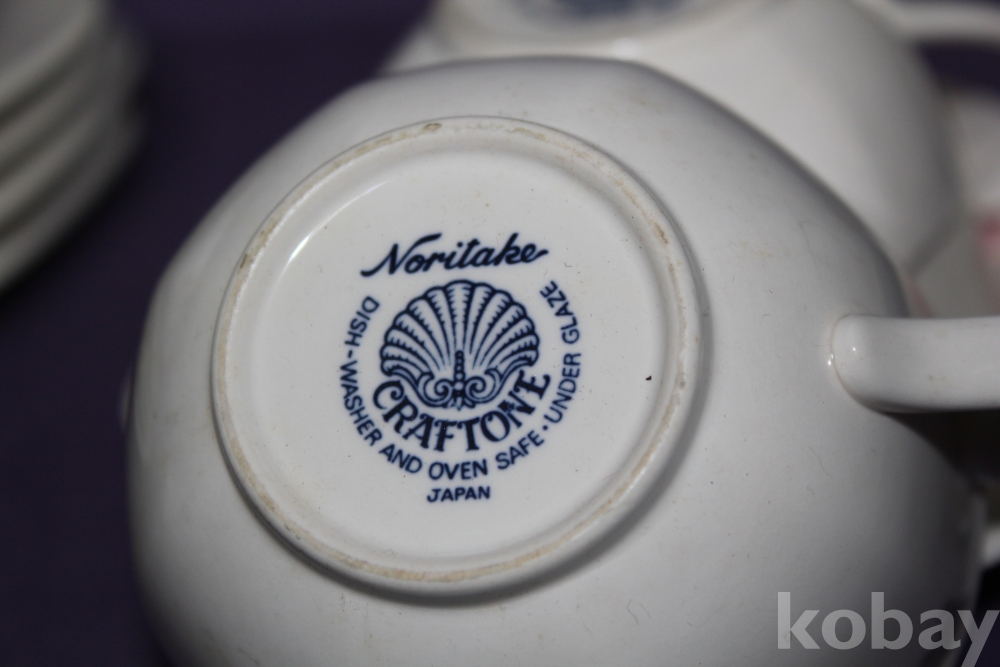 Noritake
CRAFTONE
DISH-WASHER AND OVEN SAFE·UNDER GLAZE
JAPAN
kobay